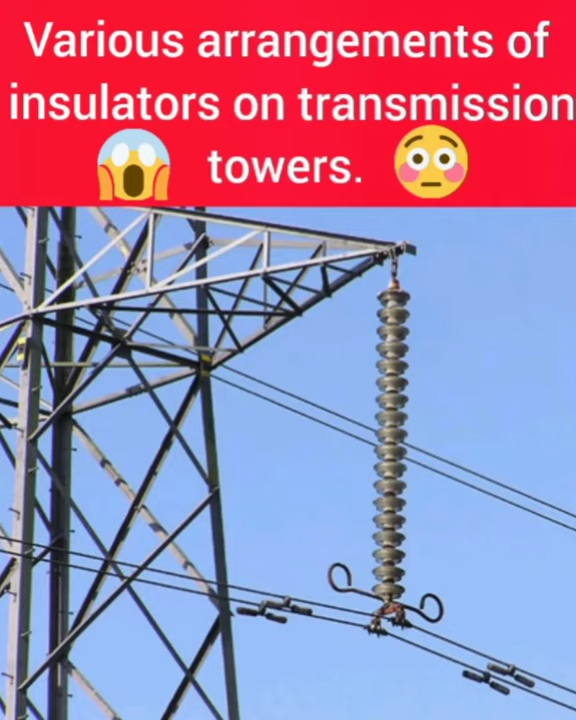 Various arrangements of
insulators on transmission
😱 towers. 😳